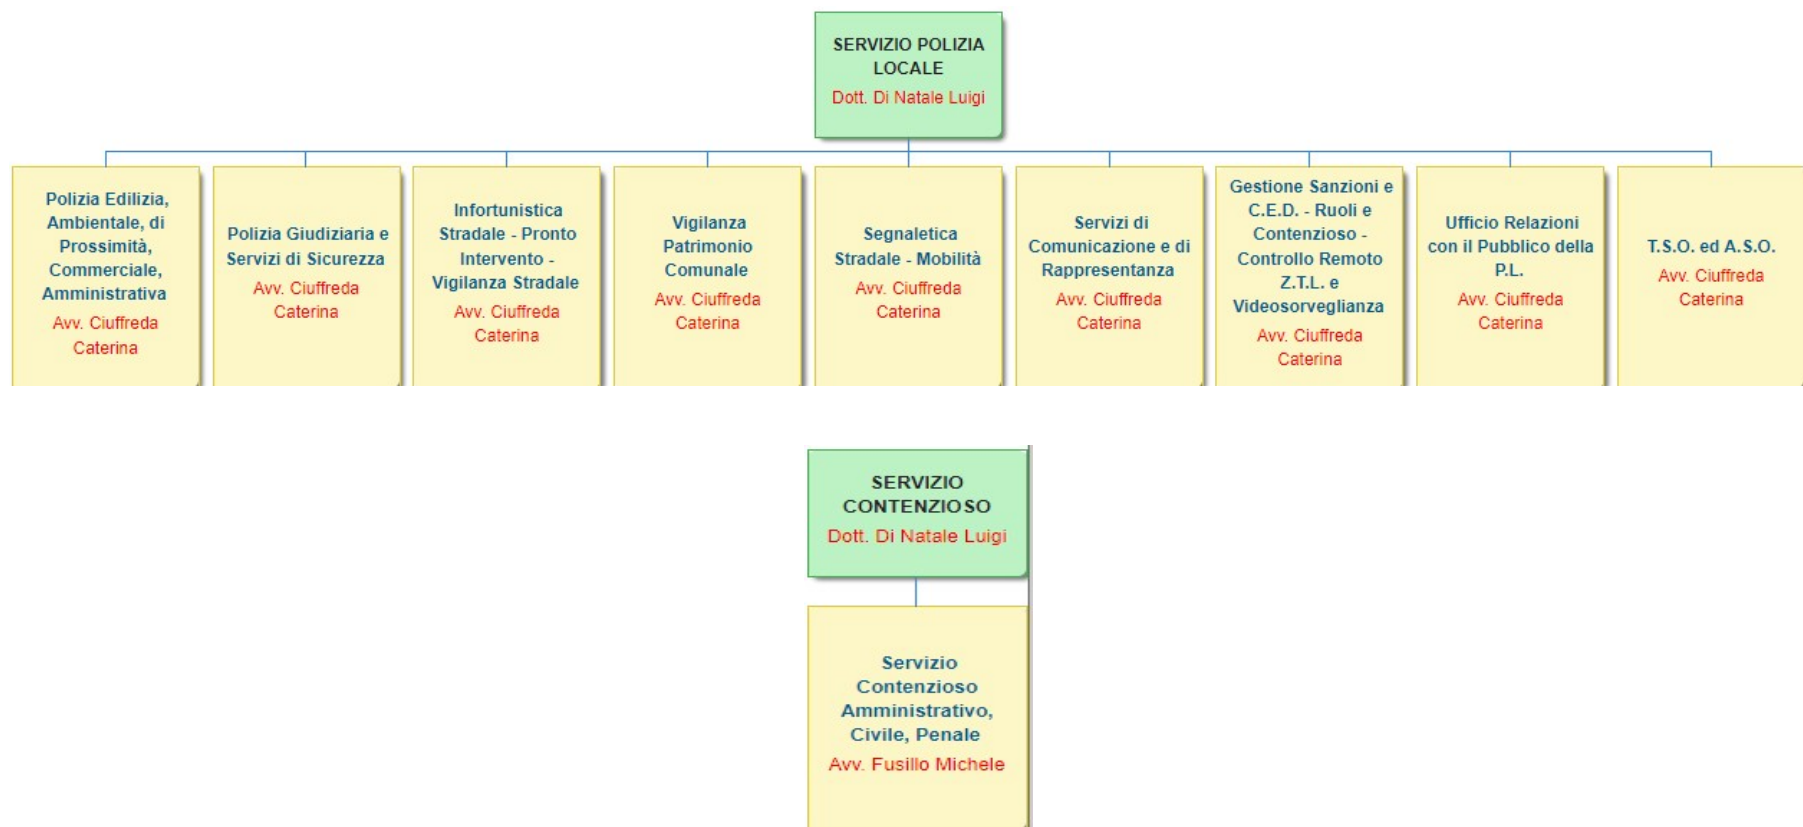 SERVIZIO POLIZIA
LOCALE
Dott. Di Natale Luigi
Polizia Edilizia,
Ambientale, di
Prossimità,
Commerciale,
Amministrativa
Avv. Ciuffreda
Caterina
Polizia Giudiziaria e
Servizi di Sicurezza
Avv. Ciuffreda
Caterina
Infortunistica
Stradale - Pronto
Intervento -
Vigilanza Stradale
Avv. Ciuffreda
Caterina
Vigilanza
Patrimonio
Comunale
Avv. Ciuffreda
Caterina
Segnaletica
Stradale - Mobilità
Avv. Ciuffreda
Caterina
Servizi di
Comunicazione e di
Rappresentanza
Avv. Ciuffreda
Caterina
Gestione Sanzioni e
C.E.D. - Ruoli e
Contenzioso -
Controllo Remoto
Z.T.L. e
Videosorveglianza
Avv. Ciuffreda
Caterina
Ufficio Relazioni
con il Pubblico della
P.L.
Avv. Ciuffreda
Caterina
T.S.O. ed A.S.O.
Avv. Ciuffreda
Caterina
SERVIZIO
CONTENZIOSO
Dott. Di Natale Luigi
Servizio
Contenzioso
Amministrativo,
Civile, Penale
Avv. Fusillo Michele